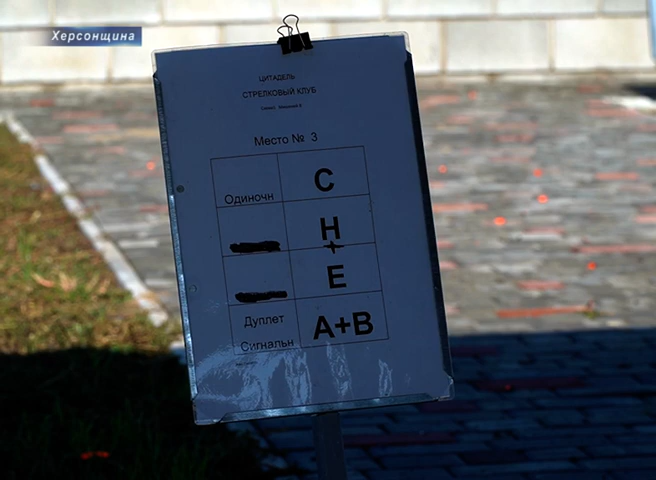 Херсонщина
ЦИТАДЕЛЬ
СТРЕЛКОВЫЙ КЛУБ
Место № 3
Одиночн С
Н
+
Е
Дуплет А+В
Сигнальн